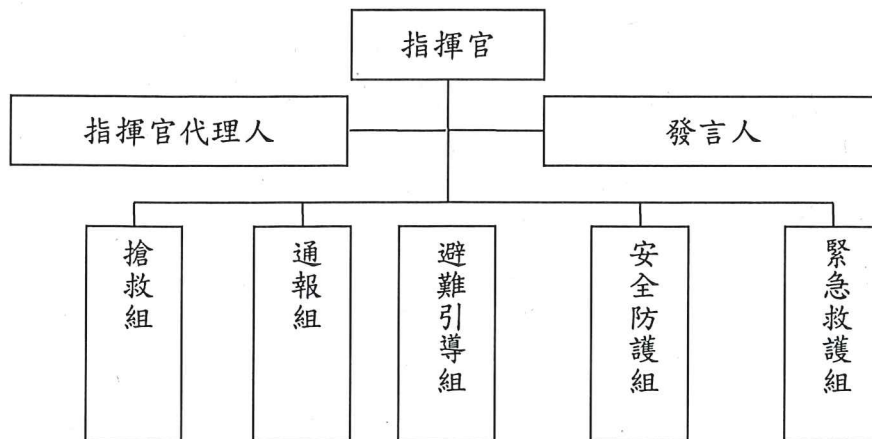 指揮官
指揮官代理人
發言人
搶救組
通報組
避難引導組
安全防護組
緊急救護組